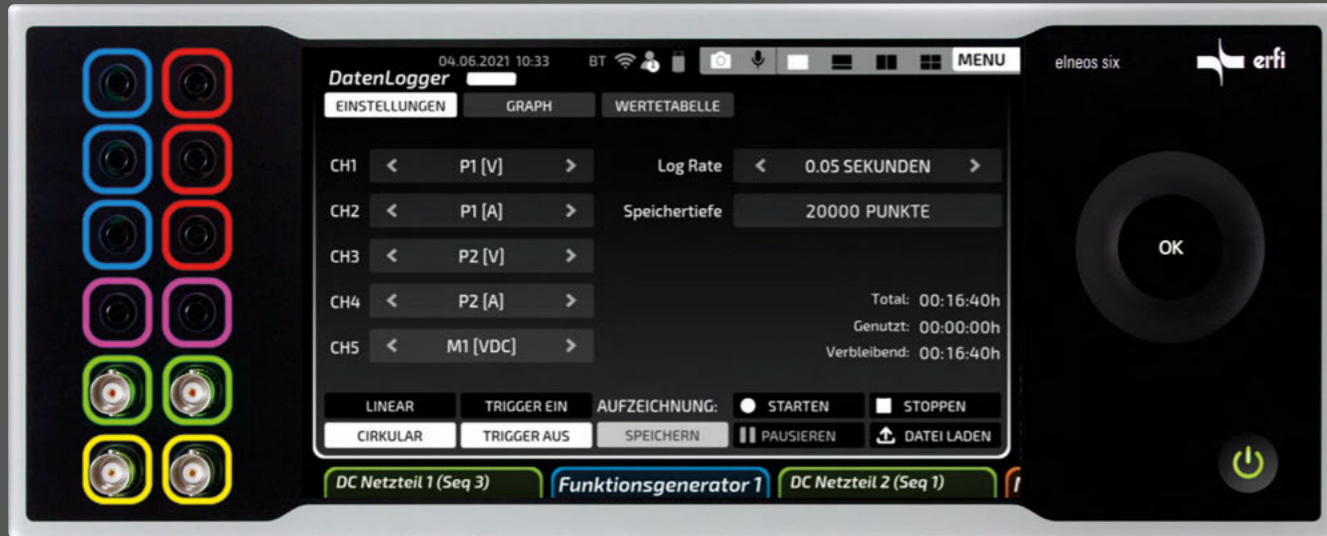 04.06.2021 10:33 BT MENU
DatenLogger
EINSTELLUNGEN GRAPH WERTETABELLE
CH1 < P1 [V] > Log Rate < 0.05 SEKUNDEN >
CH2 < P1 [A] > Speichertiefe 20000 PUNKTE
CH3 < P2 [V] >
CH4 < P2 [A] > Total: 00:16:40h
Genutzt: 00:00:00h
CH5 < M1 [VDC] > Verbleibend: 00:16:40h
LINEAR TRIGGER EIN AUFZEICHNUNG: STARTEN STOPPEN
CIRKULAR TRIGGER AUS SPEICHERN PAUSIEREN DATEI LADEN
DC Netzteil 1 (Seq 3) Funktionsgenerator 1 DC Netzteil 2 (Seq 1)
elneos six erfi
OK